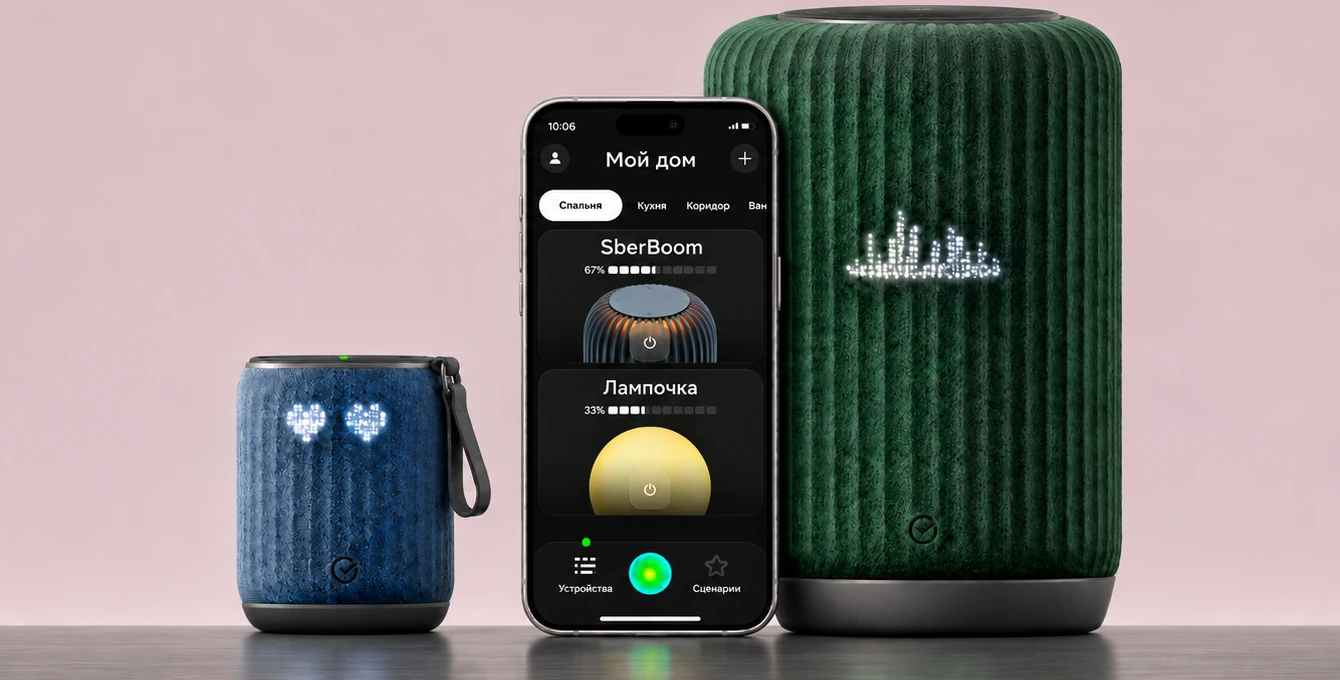 10:06
Мой дом
Спальня Кухня Коридор Ван
SberBoom
67%
Лампочка
33%
Устройства Сценарии